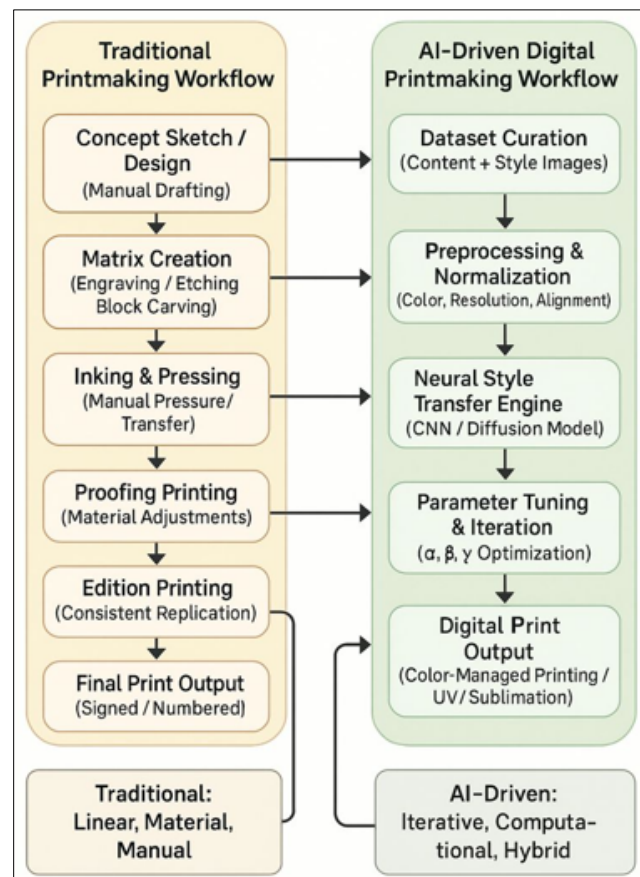 Traditional
Printmaking Workflow
Concept Sketch /
Design
(Manual Drafting)
Matrix Creation
(Engraving / Etching
Block Carving)
Inking & Pressing
(Manual Pressure/
Transfer)
Proofing Printing
(Material Adjustments)
Edition Printing
(Consistent Replication)
Final Print Output
(Signed / Numbered)
Traditional:
Linear, Material,
Manual
AI-Driven Digital
Printmaking Workflow
Dataset Curation
(Content + Style Images)
Preprocessing &
Normalization
(Color, Resolution, Alignment)
Neural Style
Transfer Engine
(CNN / Diffusion Model)
Parameter Tuning
& Iteration
(α, β, γ Optimization)
Digital Print
Output
(Color-Managed Printing /
UV/ Sublimation)
AI-Driven:
Iterative, Computa-
tional, Hybrid